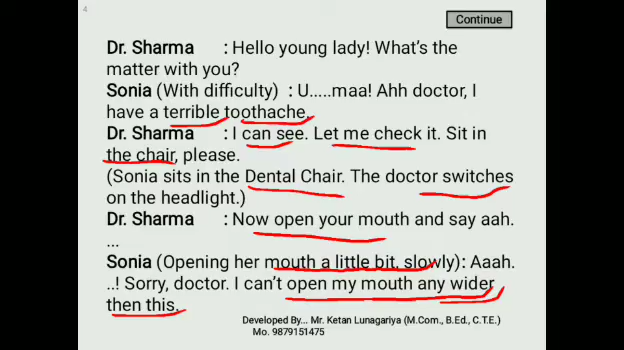 4
Continue
Dr. Sharma : Hello young lady! What's the
matter with you?
Sonia (With difficulty) : U.....maa! Ahh doctor, I
have a terrible toothache.
Dr. Sharma : I can see. Let me check it. Sit in
the chair, please.
(Sonia sits in the Dental Chair. The doctor switches
on the headlight.)
Dr. Sharma : Now open your mouth and say aah.
...
Sonia (Opening her mouth a little bit, slowly): Aaah.
..! Sorry, doctor. I can't open my mouth any wider
then this.
Developed By... Mr. Ketan Lunagariya (M.Com., B.Ed., C.T.E.)
Mo. 9879151475